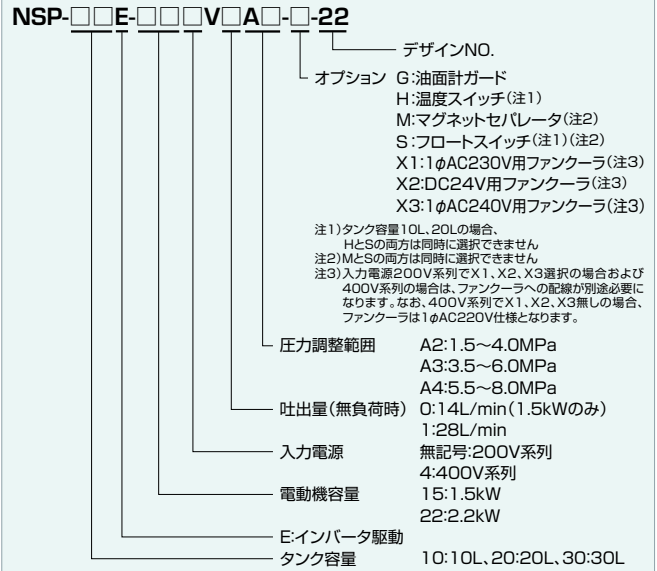 NSP-□□E-□□□V□A□-□-22
デザインNO.
オプション G:油面計ガード
H:温度スイッチ(注1)
M:マグネットセパレータ(注2)
S:フロートスイッチ(注1)(注2)
X1:1φAC230V用ファンクーラ(注3)
X2:DC24V用ファンクーラ(注3)
X3:1φAC240V用ファンクーラ(注3)
注1)タンク容量10L、20Lの場合、
HとSの両方は同時に選択できません
注2)MとSの両方は同時に選択できません
注3)入力電源200V系列でX1、X2、X3選択の場合および
400V系列の場合は、ファンクーラへの配線が別途必要に
なります。なお、400V系列でX1、X2、X3無しの場合、
ファンクーラは1φAC220V仕様となります。
圧力調整範囲 A2:1.5～4.0MPa
A3:3.5～6.0MPa
A4:5.5～8.0MPa
吐出量(無負荷時) 0:14L/min(1.5kWのみ)
1:28L/min
入力電源 無記号:200V系列
4:400V系列
電動機容量 15:1.5kW
22:2.2kW
E:インバータ駆動
タンク容量 10:10L、20:20L、30:30L